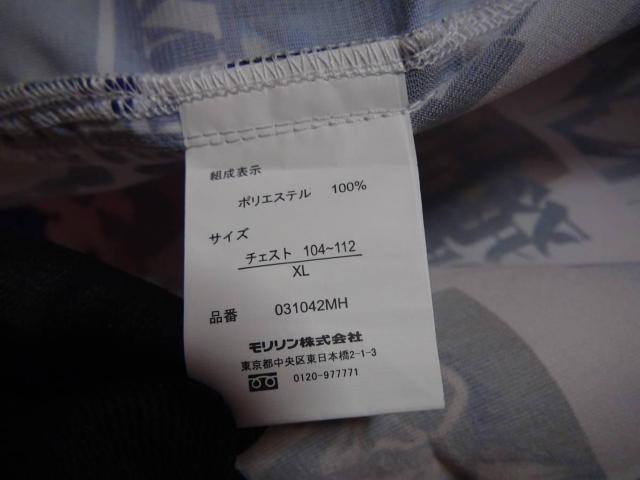 組成表示
ポリエステル 100%
サイズ
チェスト 104~112
XL
品番 031042MH
モリリン株式会社
東京都中央区東日本橋2-1-3
0120-977771